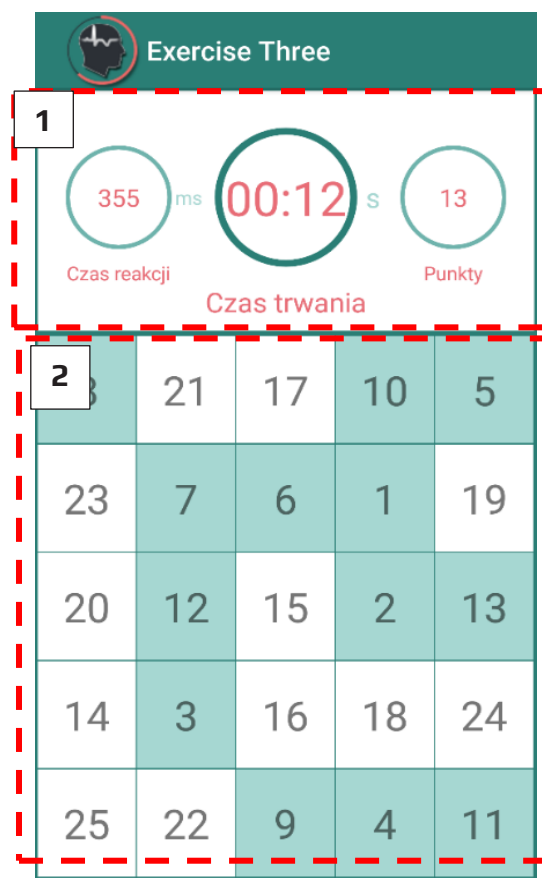 Exercise Three
1
355 ms 00:12 s 13
Czas reakcji Punkty
Czas trwania
2
21 17 10 5
23 7 6 1 19
20 12 15 2 13
14 3 16 18 24
25 22 9 4 11